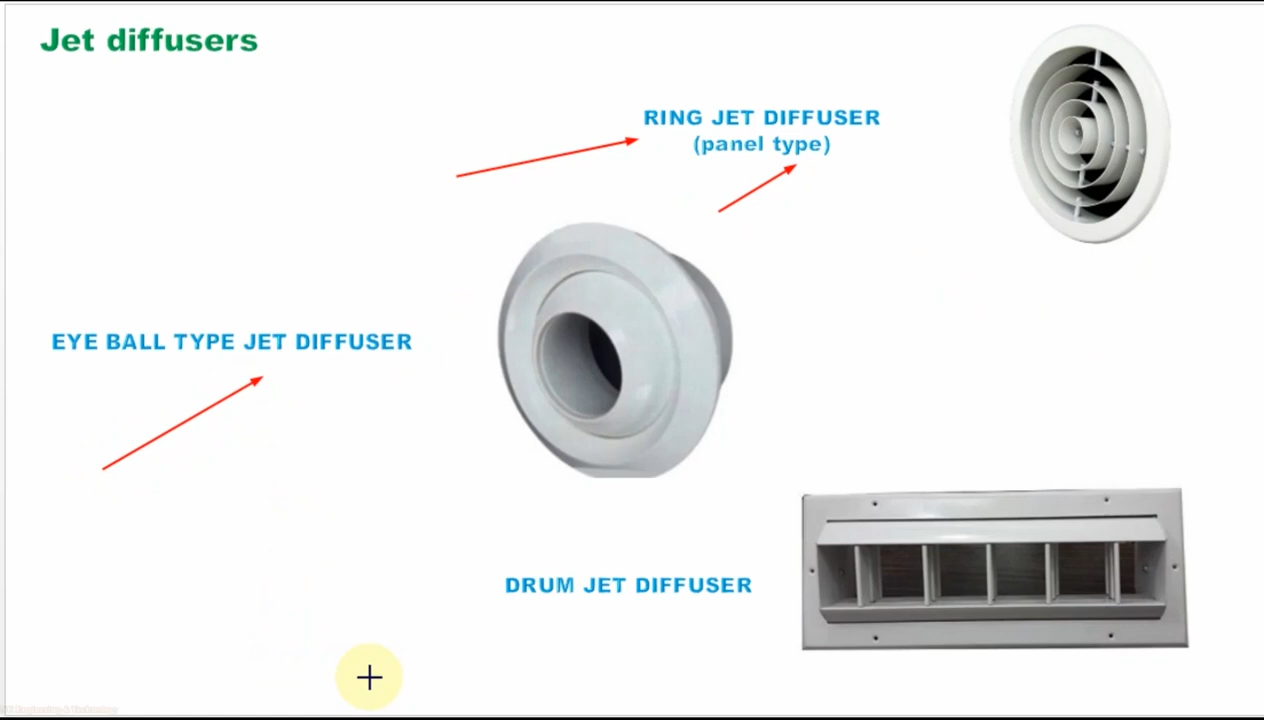 Jet diffusers
RING JET DIFFUSER
(panel type)
EYE BALL TYPE JET DIFFUSER
DRUM JET DIFFUSER